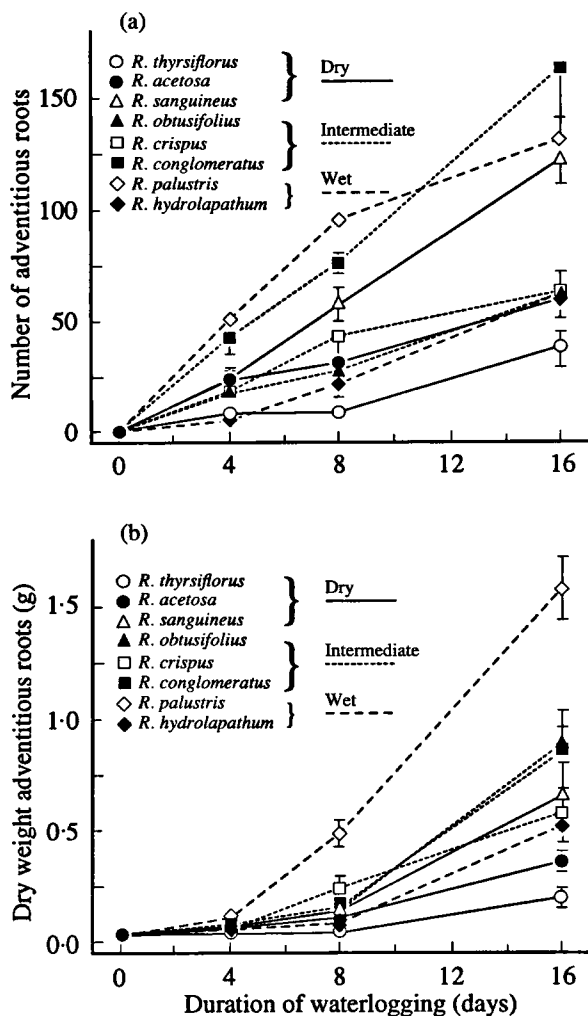 (a)
150
100
50
0
Number of adventitious roots
R. thyrsiflorus
R. acetosa
R. sanguineus
R. obtusifolius
R. crispus
R. conglomeratus
R. palustris
R. hydrolapathum
Dry
Intermediate
Wet
0 4 8 12 16
(b)
1·5
1·0
0·5
0·0
Dry weight adventitious roots (g)
R. thyrsiflorus
R. acetosa
R. sanguineus
R. obtusifolius
R. crispus
R. conglomeratus
R. palustris
R. hydrolapathum
Dry
Intermediate
Wet
0 4 8 12 16
Duration of waterlogging (days)